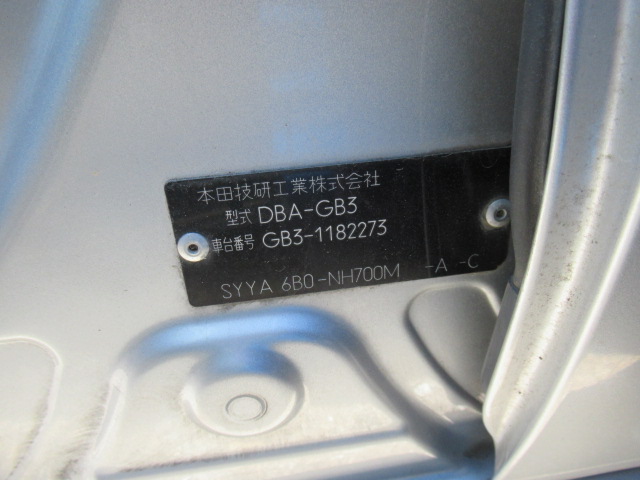 本田技研工業株式会社
型式 DBA-GB3
車台番号 GB3-1182273
SYYA 6B0-NH700M -A -C